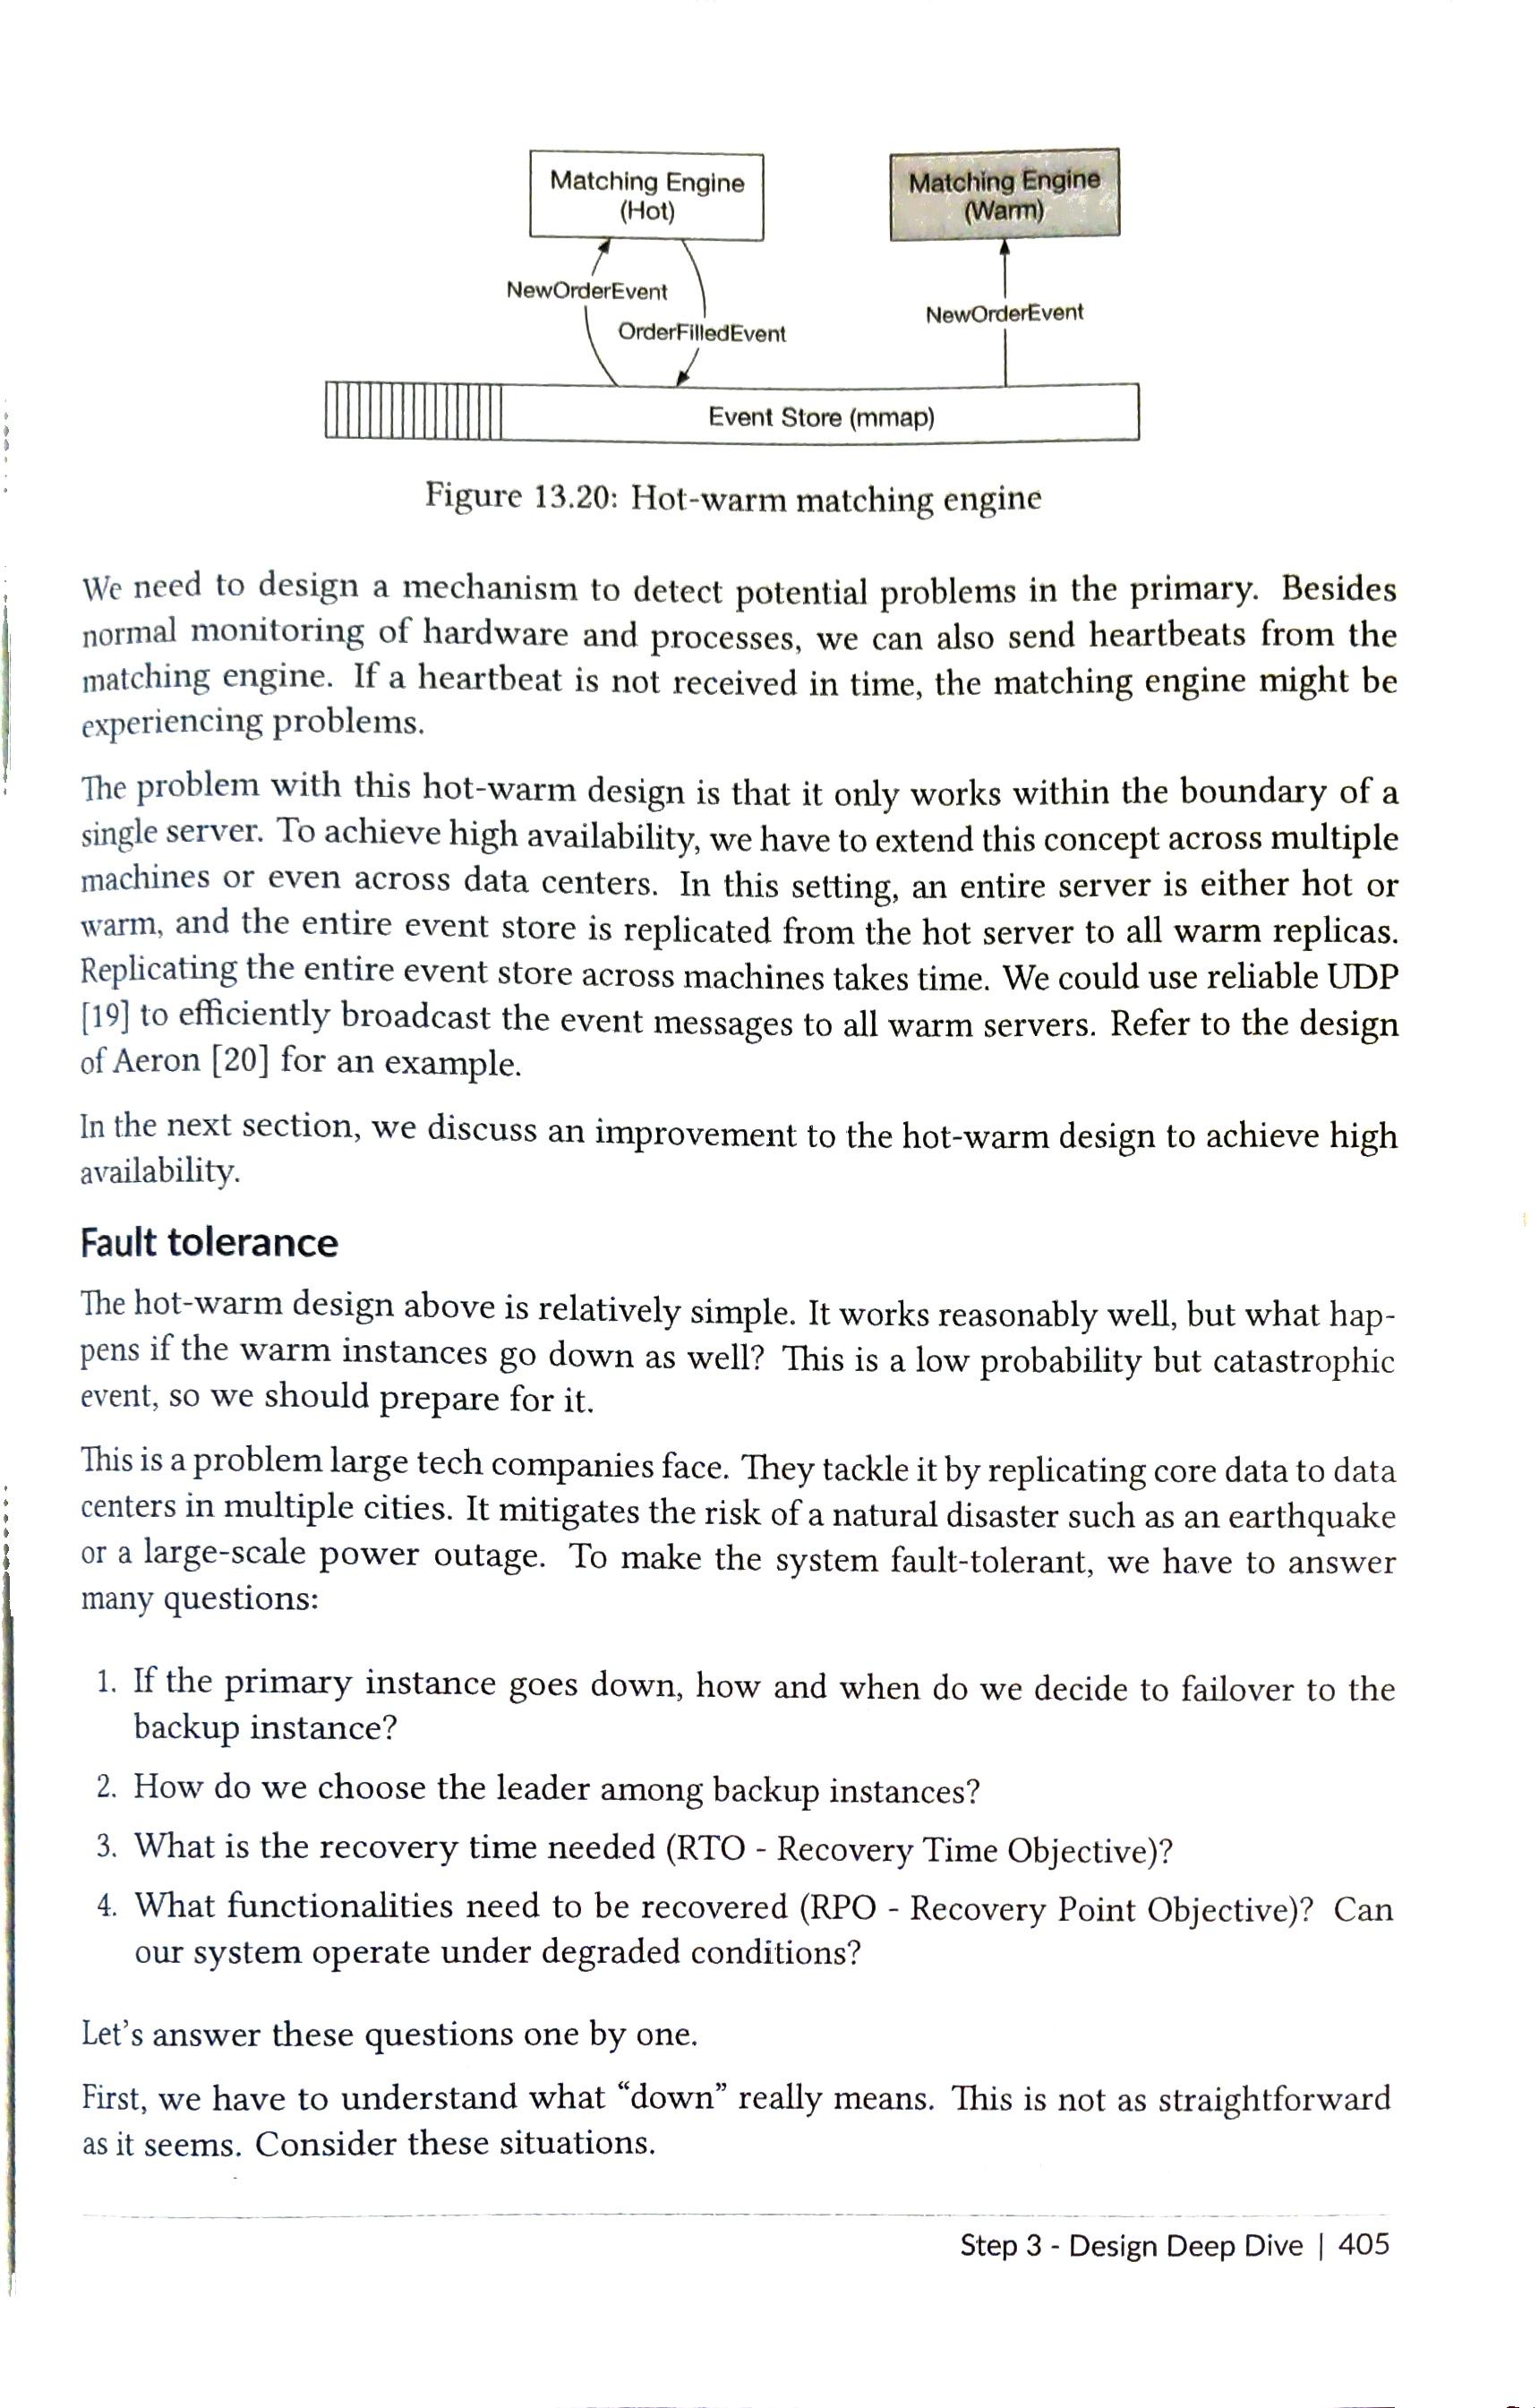 Matching Engine
(Hot)
Matching Engine
(Warm)
NewOrderEvent
OrderFilledEvent
NewOrderEvent
Event Store (mmap)
Figure 13.20: Hot-warm matching engine
We need to design a mechanism to detect potential problems in the primary. Besides
normal monitoring of hardware and processes, we can also send heartbeats from the
matching engine. If a heartbeat is not received in time, the matching engine might be
experiencing problems.
The problem with this hot-warm design is that it only works within the boundary of a
single server. To achieve high availability, we have to extend this concept across multiple
machines or even across data centers. In this setting, an entire server is either hot or
warm, and the entire event store is replicated from the hot server to all warm replicas.
Replicating the entire event store across machines takes time. We could use reliable UDP
[19] to efficiently broadcast the event messages to all warm servers. Refer to the design
of Aeron [20] for an example.
In the next section, we discuss an improvement to the hot-warm design to achieve high
availability.
Fault tolerance
The hot-warm design above is relatively simple. It works reasonably well, but what hap-
pens if the warm instances go down as well? This is a low probability but catastrophic
event, so we should prepare for it.
This is a problem large tech companies face. They tackle it by replicating core data to data
centers in multiple cities. It mitigates the risk of a natural disaster such as an earthquake
or a large-scale power outage. To make the system fault-tolerant, we have to answer
many questions:
1. If the primary instance goes down, how and when do we decide to failover to the
backup instance?
2. How do we choose the leader among backup instances?
3. What is the recovery time needed (RTO - Recovery Time Objective)?
4. What functionalities need to be recovered (RPO - Recovery Point Objective)? Can
our system operate under degraded conditions?
Let's answer these questions one by one.
First, we have to understand what "down" really means. This is not as straightforward
as it seems. Consider these situations.
Step 3 - Design Deep Dive | 405